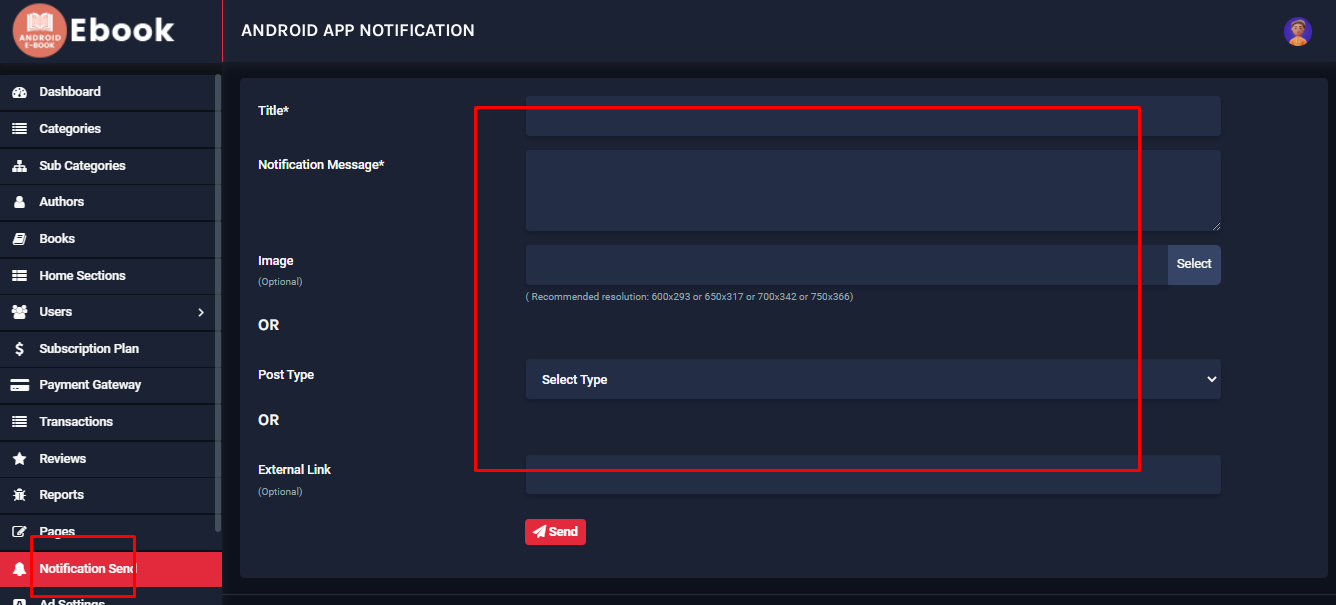 ANDROID
E-BOOK
Ebook
ANDROID APP NOTIFICATION
Dashboard
Categories
Sub Categories
Authors
Books
Home Sections
Users
Subscription Plan
Payment Gateway
Transactions
Reviews
Reports
Pages
Notification Send
Ad Settings
Title*
Notification Message*
Image
(Optional)
Select
( Recommended resolution: 600x293 or 650x317 or 700x342 or 750x366)
OR
Post Type
Select Type
OR
External Link
(Optional)
Send